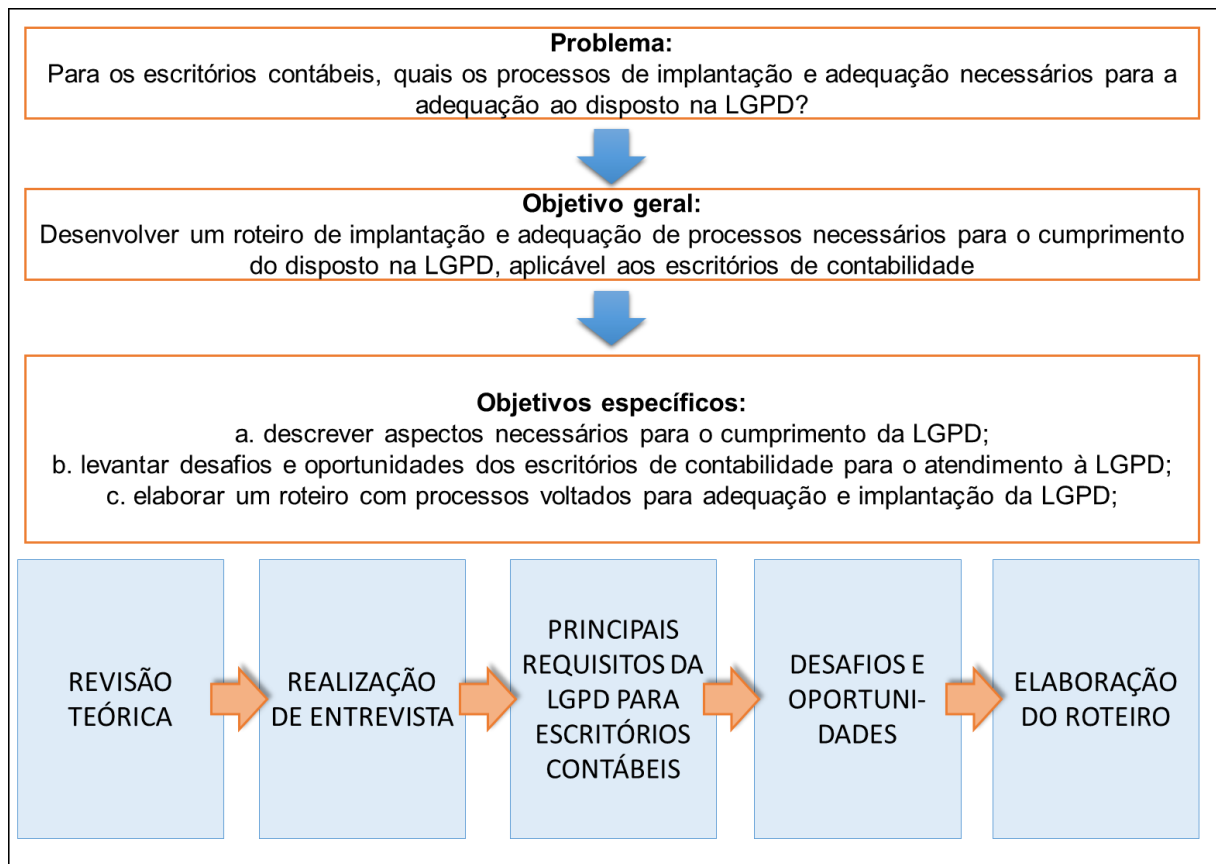 Problema:
Para os escritórios contábeis, quais os processos de implantação e adequação necessários para a
adequação ao disposto na LGPD?
Objetivo geral:
Desenvolver um roteiro de implantação e adequação de processos necessários para o cumprimento
do disposto na LGPD, aplicável aos escritórios de contabilidade
Objetivos específicos:
a. descrever aspectos necessários para o cumprimento da LGPD;
b. levantar desafios e oportunidades dos escritórios de contabilidade para o atendimento à LGPD;
c. elaborar um roteiro com processos voltados para adequação e implantação da LGPD;
REVISÃO
TEÓRICA
REALIZAÇÃO
DE ENTREVISTA
PRINCIPAIS
REQUISITOS DA
LGPD PARA
ESCRITÓRIOS
CONTÁBEIS
DESAFIOS E
OPORTUNI-
DADES
ELABORAÇÃO
DO ROTEIRO